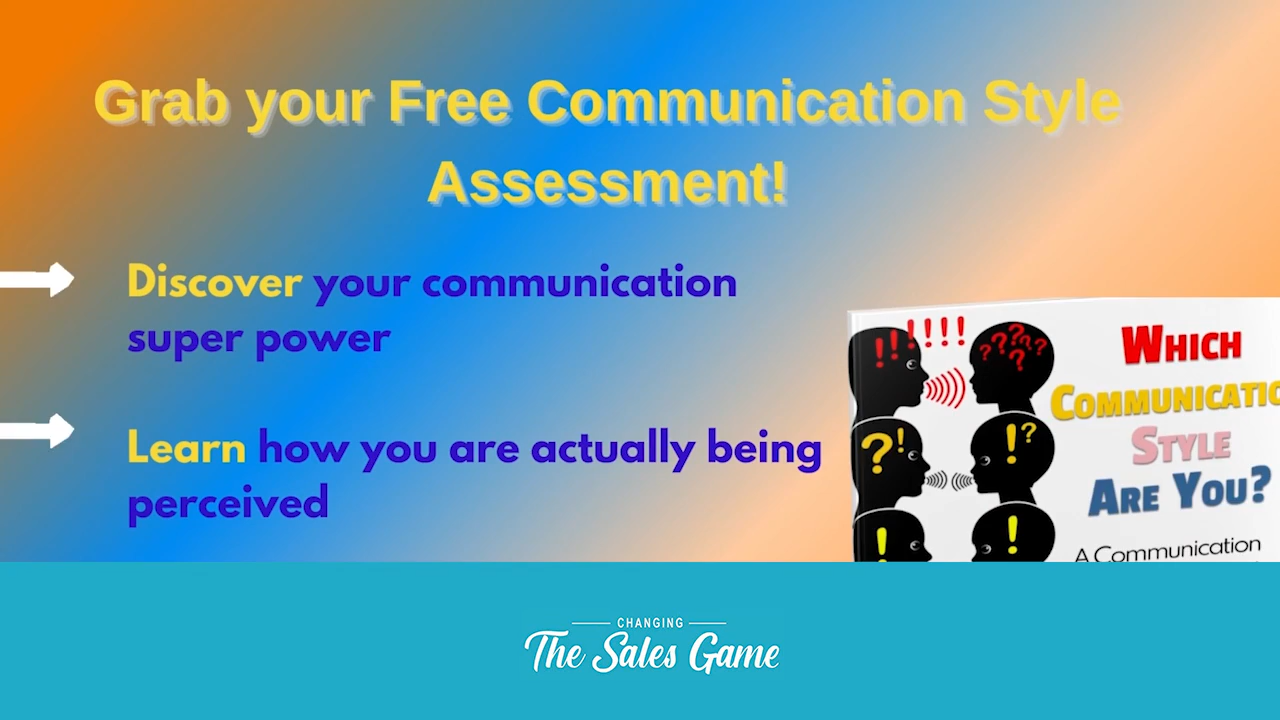 Grab your Free Communication Style
Assessment!
Discover your communication
super power
Learn how you are actually being
perceived
!! !!!! ???????
WHICH
COMMUNICATIO
STYLE
ARE YOU?
?! !?
! !
A Communication
CHANGING
The Sales Game